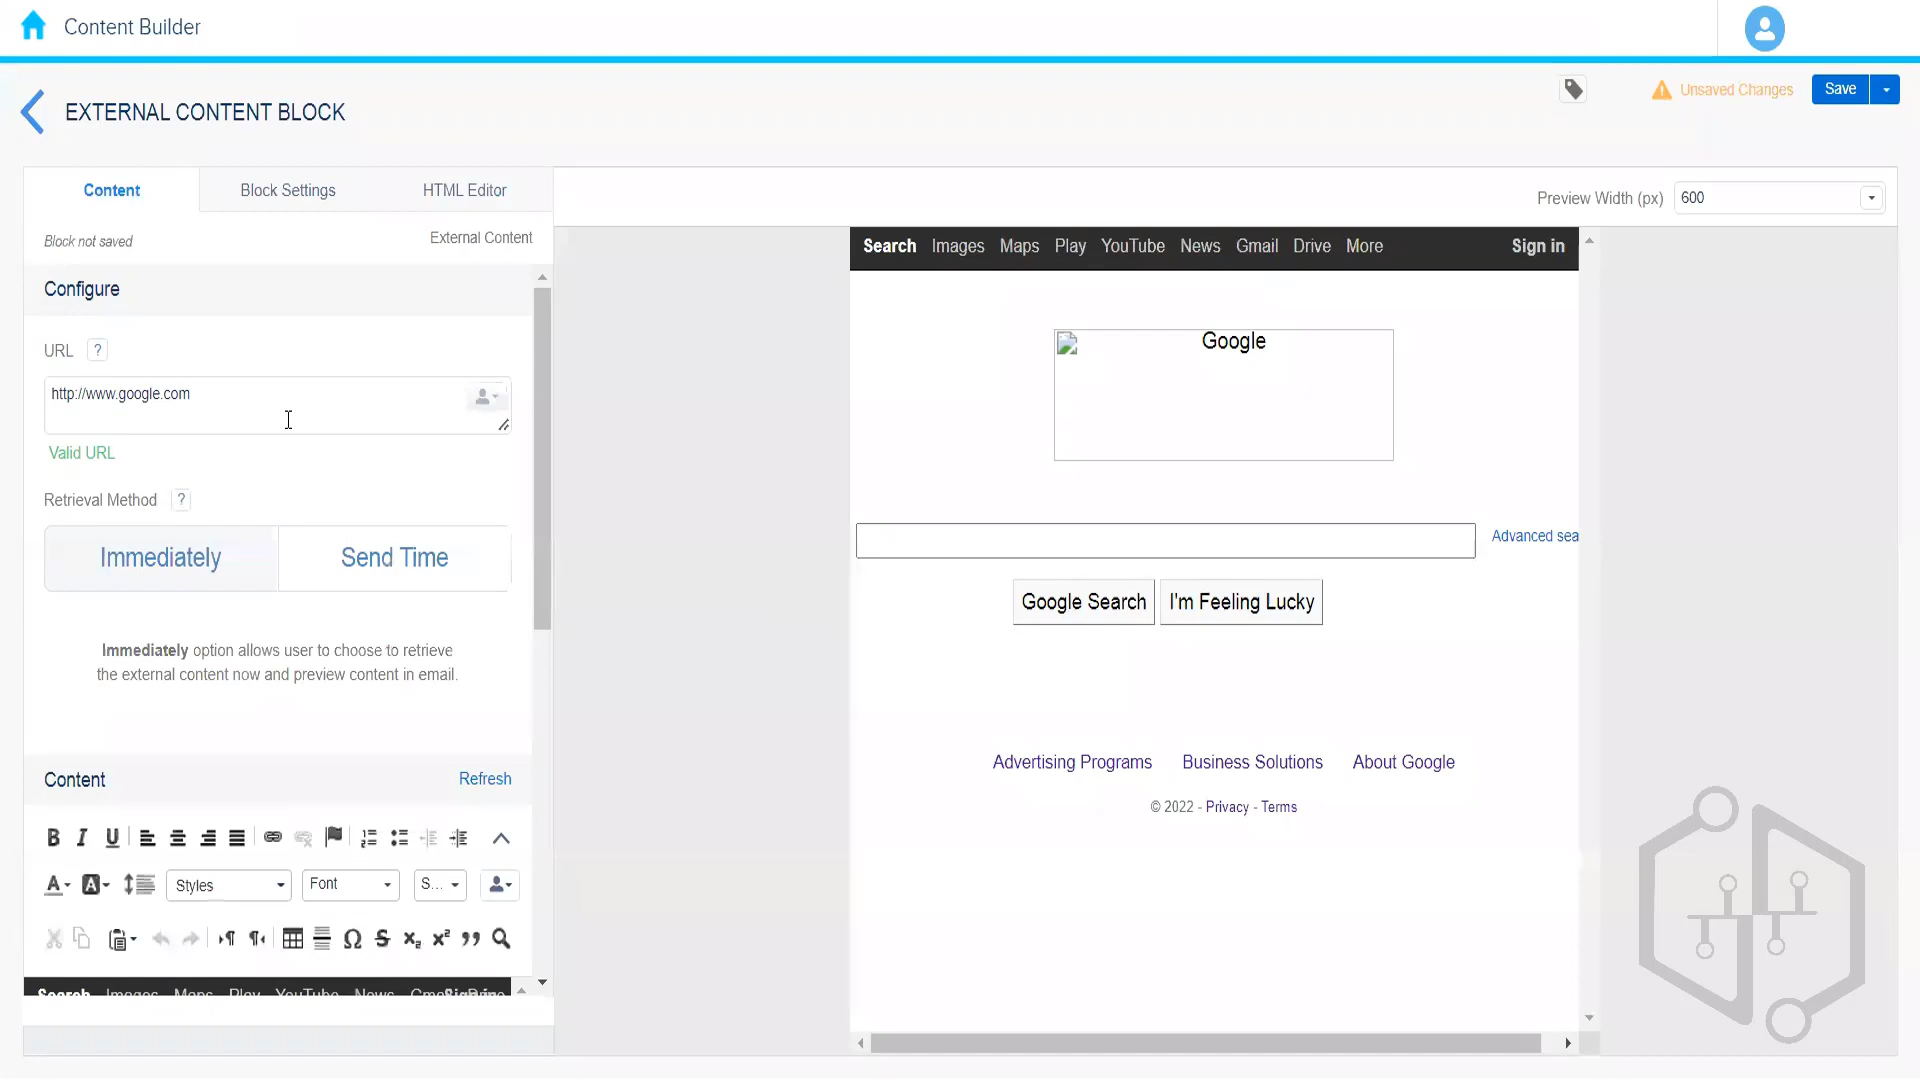 Content Builder
EXTERNAL CONTENT BLOCK
Unsaved Changes
Save
Content
Block Settings
HTML Editor
Preview Width (px)
600
Block not saved
External Content
Configure
URL ?
http://www.google.com
Valid URL
Retrieval Method ?
Immediately
Send Time
Immediately option allows user to choose to retrieve
the external content now and preview content in email.
Content
Refresh
B I U
A A Styles Font S...
Ω S x₂ x² ”
Search Images Maps Play YouTube News
Search Images Maps Play YouTube News Gmail Drive More Sign in
Google
Advanced sea
Google Search I'm Feeling Lucky
Advertising Programs Business Solutions About Google
© 2022 - Privacy - Terms